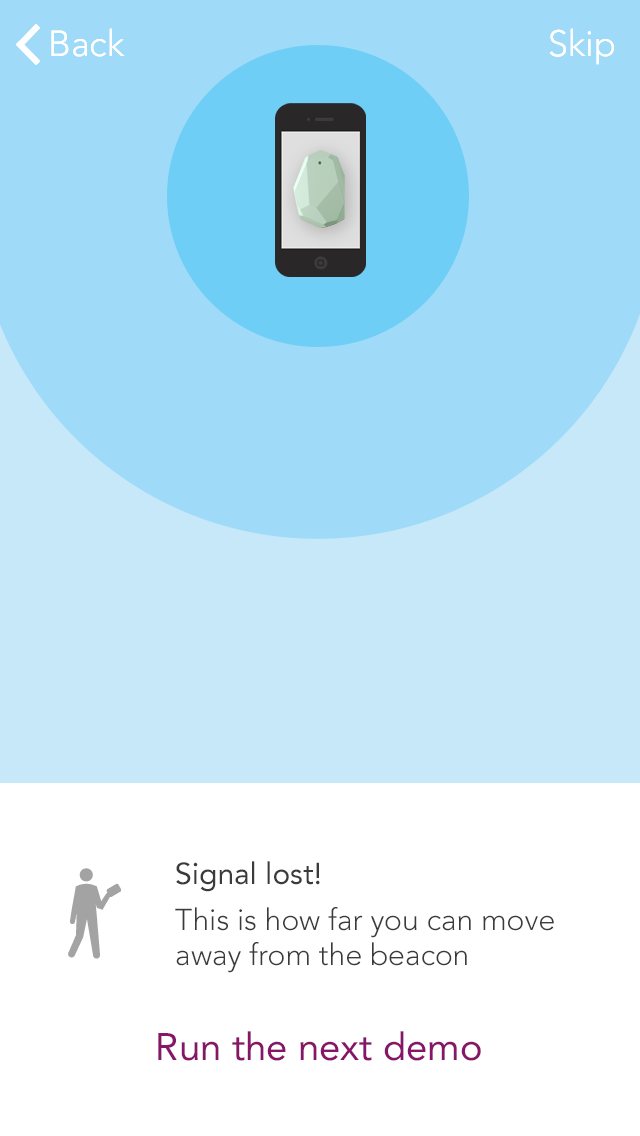 Back
Skip
Signal lost!
This is how far you can move
away from the beacon
Run the next demo